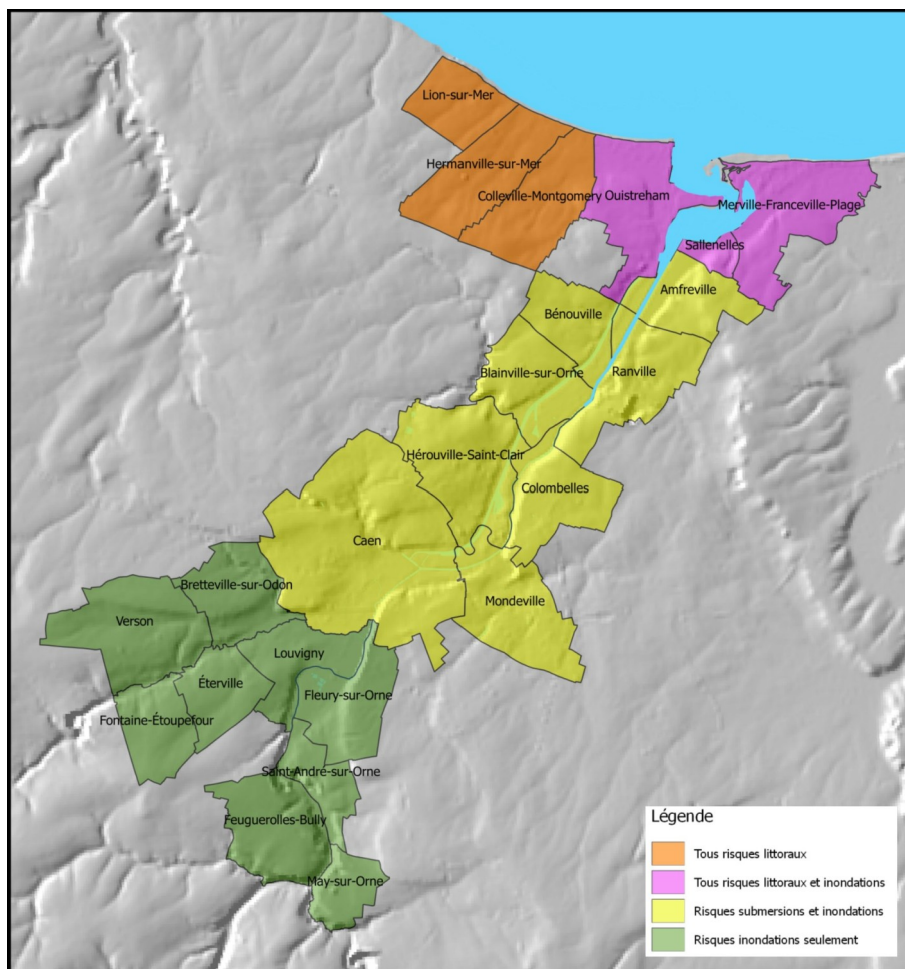 Lion-sur-Mer
Hermanville-sur-Mer
Colleville-Montgomery
Ouistreham
Merville-Franceville-Plage
Sallenelles
Amfreville
Bénouville
Blainville-sur-Orne
Ranville
Hérouville-Saint-Clair
Colombelles
Caen
Bretteville-sur-Odon
Mondeville
Verson
Louvigny
Éterville
Fleury-sur-Orne
Fontaine-Étoupefour
Saint-André-sur-Orne
Feuguerolles-Bully
May-sur-Orne
Légende
Tous risques littoraux
Tous risques littoraux et inondations
Risques submersions et inondations
Risques inondations seulement